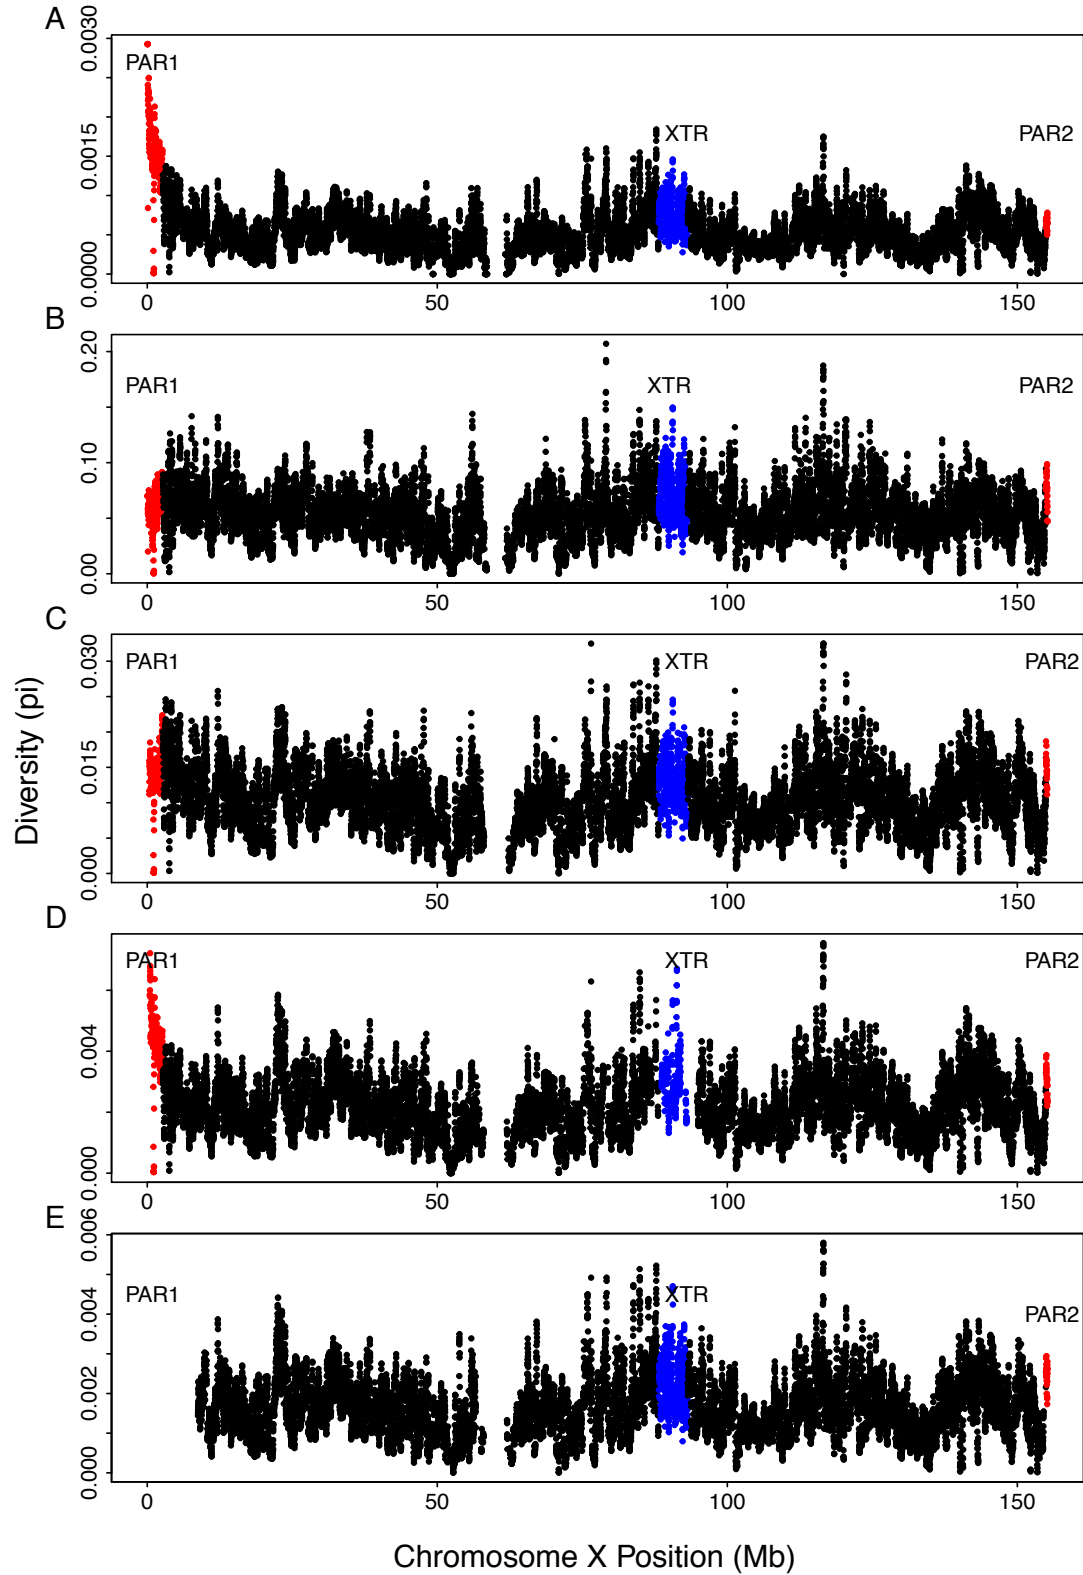 A
0.0030
0.0015
0.0000
PAR1
XTR
PAR2
0
50
100
150
B
0.20
0.10
0.00
PAR1
XTR
PAR2
0
50
100
150
C
0.030
0.015
0.000
PAR1
XTR
PAR2
0
50
100
150
Diversity (pi)
D
0.004
0.000
PAR1
XTR
PAR2
0
50
100
150
E
0.006
0.004
0.002
0.000
PAR1
XTR
PAR2
0
50
100
150
Chromosome X Position (Mb)